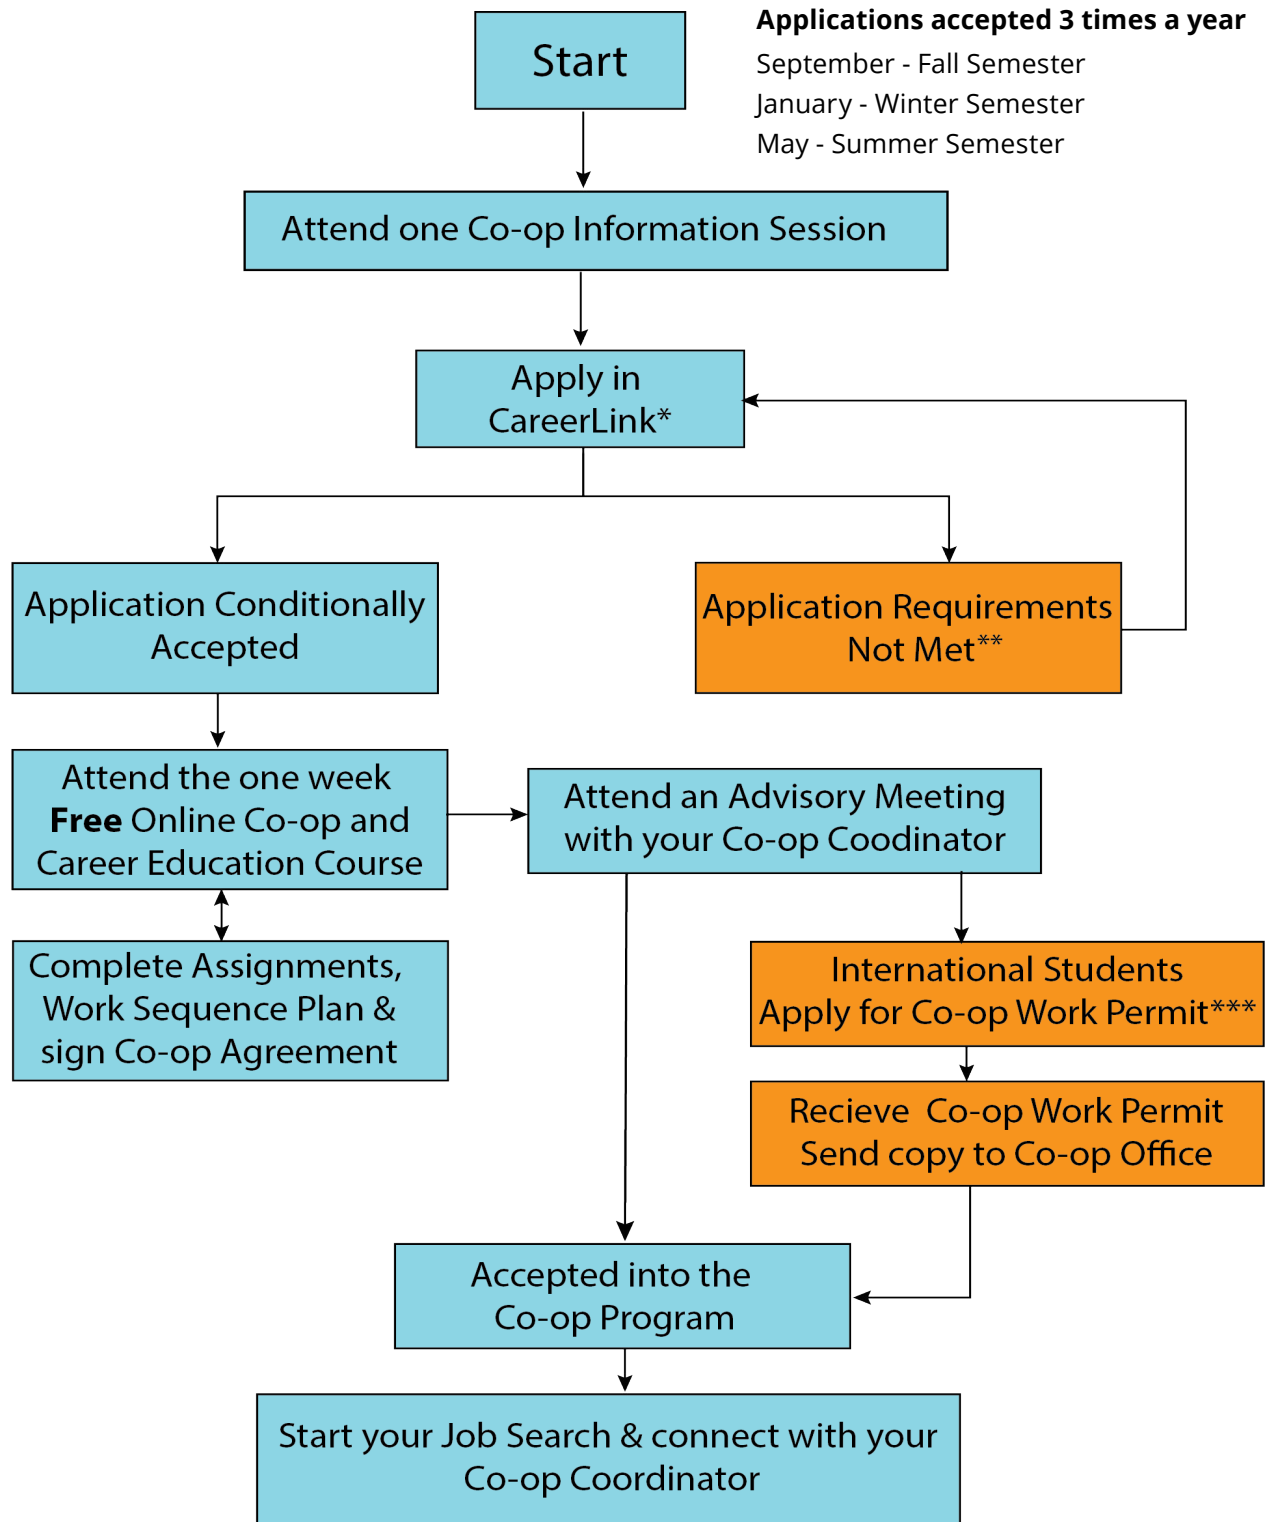 Start
Applications accepted 3 times a year
September - Fall Semester
January - Winter Semester
May - Summer Semester
Attend one Co-op Information Session
Apply in
CareerLink*
Application Conditionally
Accepted
Application Requirements
Not Met**
Attend the one week
Free Online Co-op and
Career Education Course
Attend an Advisory Meeting
with your Co-op Coodinator
Complete Assignments,
Work Sequence Plan &
sign Co-op Agreement
International Students
Apply for Co-op Work Permit***
Recieve Co-op Work Permit
Send copy to Co-op Office
Accepted into the
Co-op Program
Start your Job Search & connect with your
Co-op Coordinator